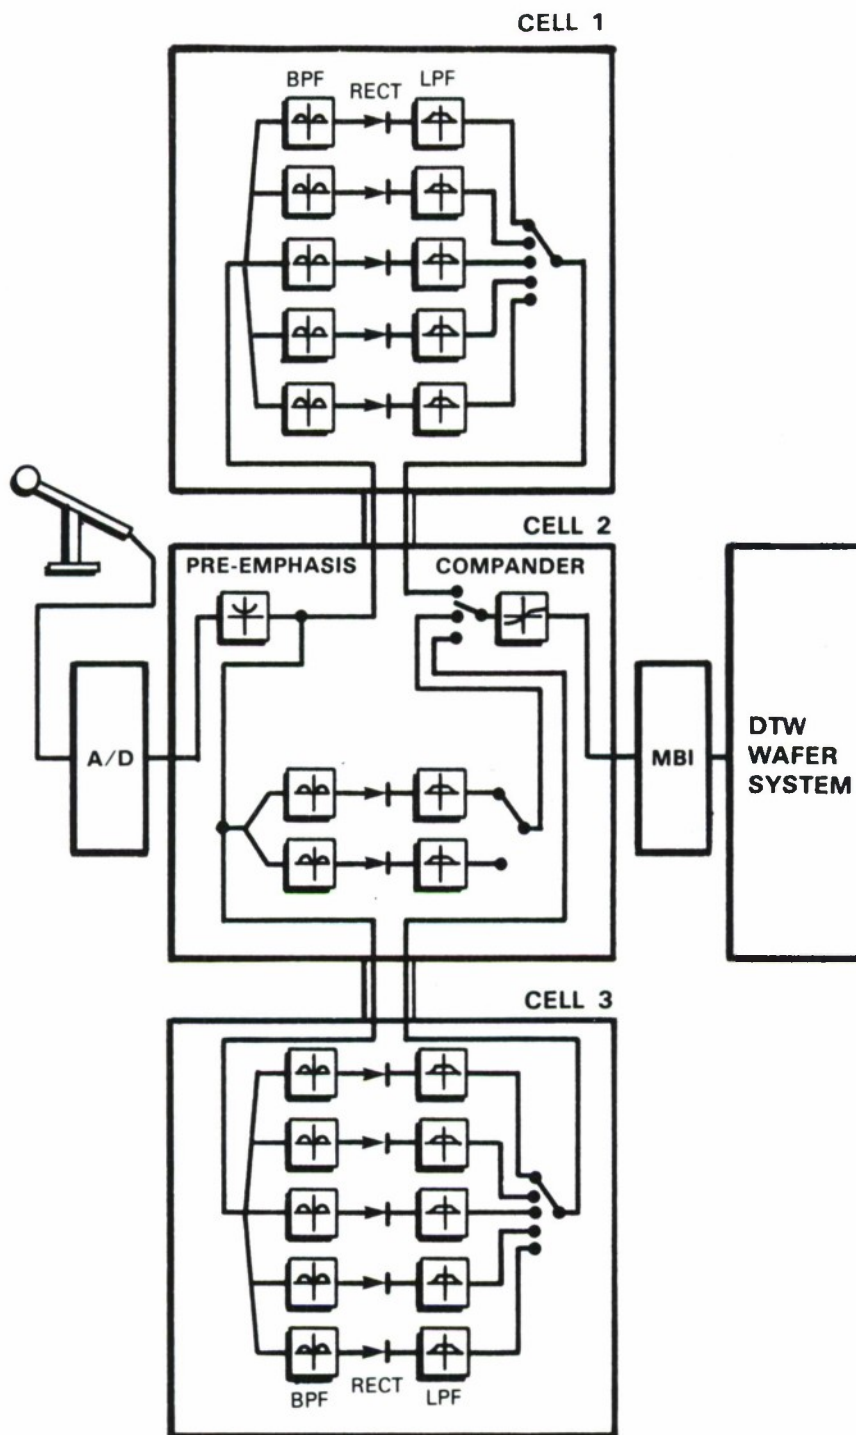 CELL 1
BPF
RECT
LPF
CELL 2
PRE-EMPHASIS
COMPANDER
A/D
MBI
DTW
WAFER
SYSTEM
CELL 3
BPF
RECT
LPF